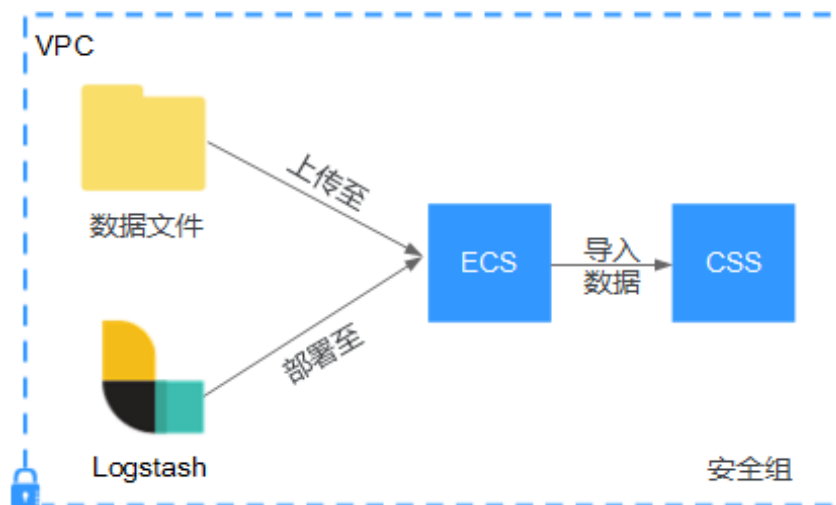 VPC
上传至
数据文件
ECS
导入
数据
CSS
部署至
Logstash
安全组